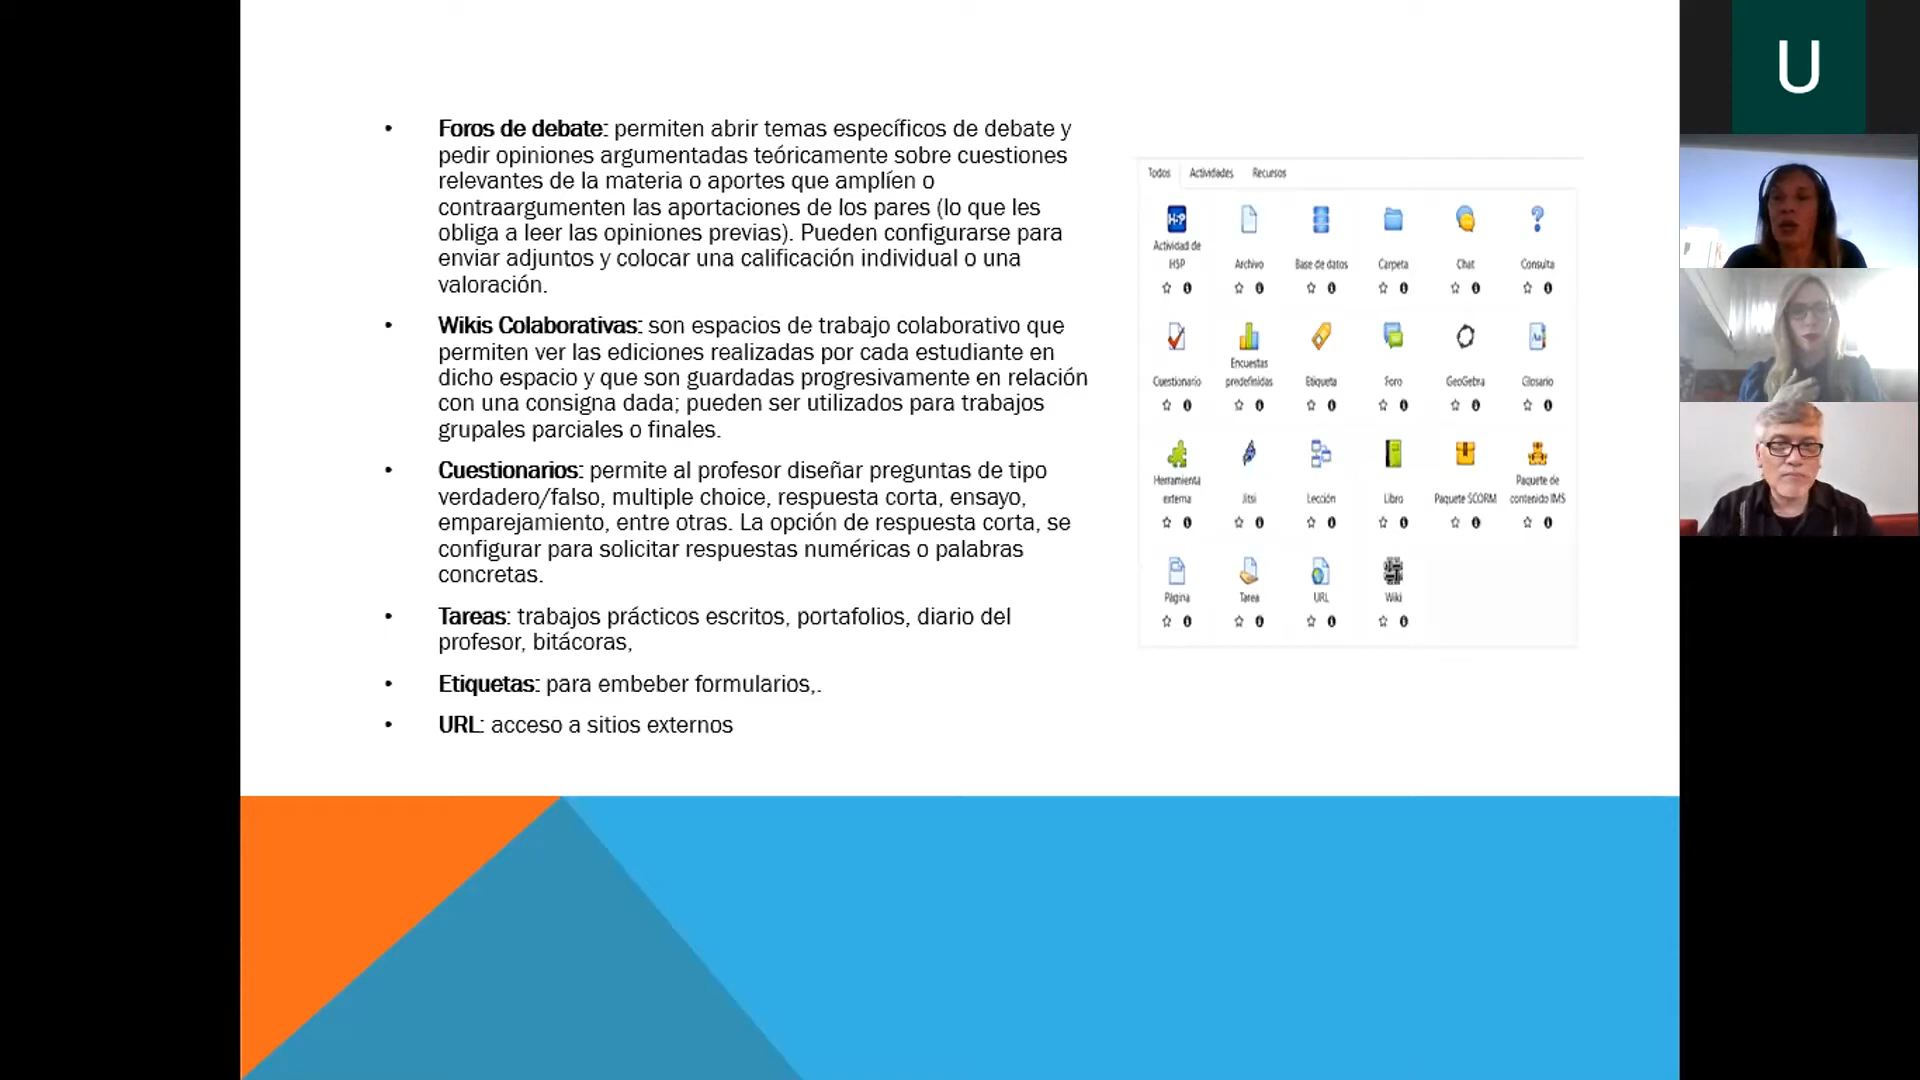 • Foros de debate: permiten abrir temas específicos de debate y
pedir opiniones argumentadas teóricamente sobre cuestiones
relevantes de la materia o aportes que amplíen o
contraargumenten las aportaciones de los pares (lo que les
obliga a leer las opiniones previas). Pueden configurarse para
enviar adjuntos y colocar una calificación individual o una
valoración.
• Wikis Colaborativas: son espacios de trabajo colaborativo que
permiten ver las ediciones realizadas por cada estudiante en
dicho espacio y que son guardadas progresivamente en relación
con una consigna dada; pueden ser utilizados para trabajos
grupales parciales o finales.
• Cuestionarios: permite al profesor diseñar preguntas de tipo
verdadero/falso, multiple choice, respuesta corta, ensayo,
emparejamiento, entre otras. La opción de respuesta corta, se
configurar para solicitar respuestas numéricas o palabras
concretas.
• Tareas: trabajos prácticos escritos, portafolios, diario del
profesor, bitácoras,
• Etiquetas: para embeber formularios,.
• URL: acceso a sitios externos
Todos Actividades Recursos
H5P
Actividad de
H5P Archivo Base de datos Carpeta Chat Consulta
Encuestas
Cuestionario predefinidas Etiqueta Foro GeoGebra Glosario
Herramienta Paquete de
externa Jitsi Lección Libro Paquete SCORM contenido IMS
Página Tarea URL Wiki
U